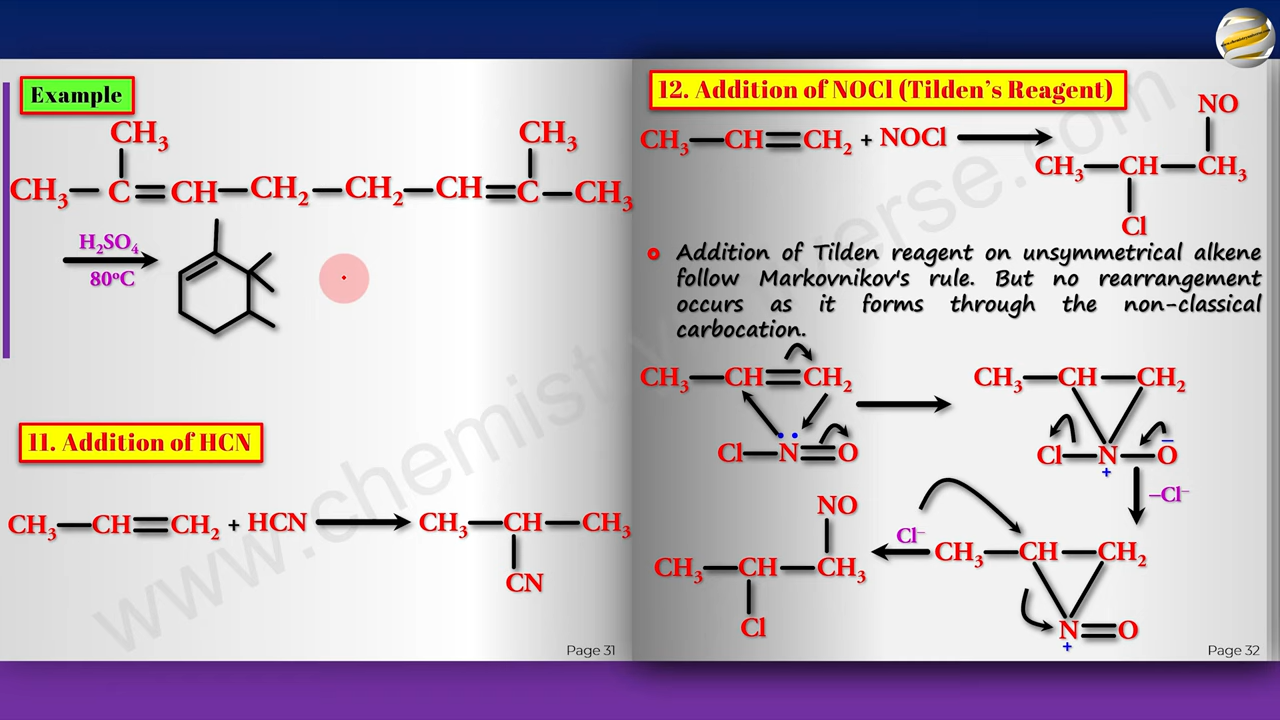 Example
CH₃ CH₃
CH₃—C=CH—CH₂—CH₂—CH=C—CH₃
H₂SO₄
80°C
11. Addition of HCN
CH₃—CH=CH₂ + HCN → CH₃—CH—CH₃
CN
Page 31
12. Addition of NOCl (Tilden's Reagent)
NO
CH₃—CH=CH₂ + NOCl →
CH₃—CH—CH₃
Cl
Addition of Tilden reagent on unsymmetrical alkene
follow Markovnikov's rule. But no rearrangement
occurs as it forms through the non-classical
carbocation.
CH₃—CH=CH₂ → CH₃—CH—CH₂
Cl—N=O Cl—N—O
+ −
−Cl⁻
NO
Cl⁻
CH₃—CH—CH₃ CH₃—CH—CH₂
Cl N=O
+
Page 32